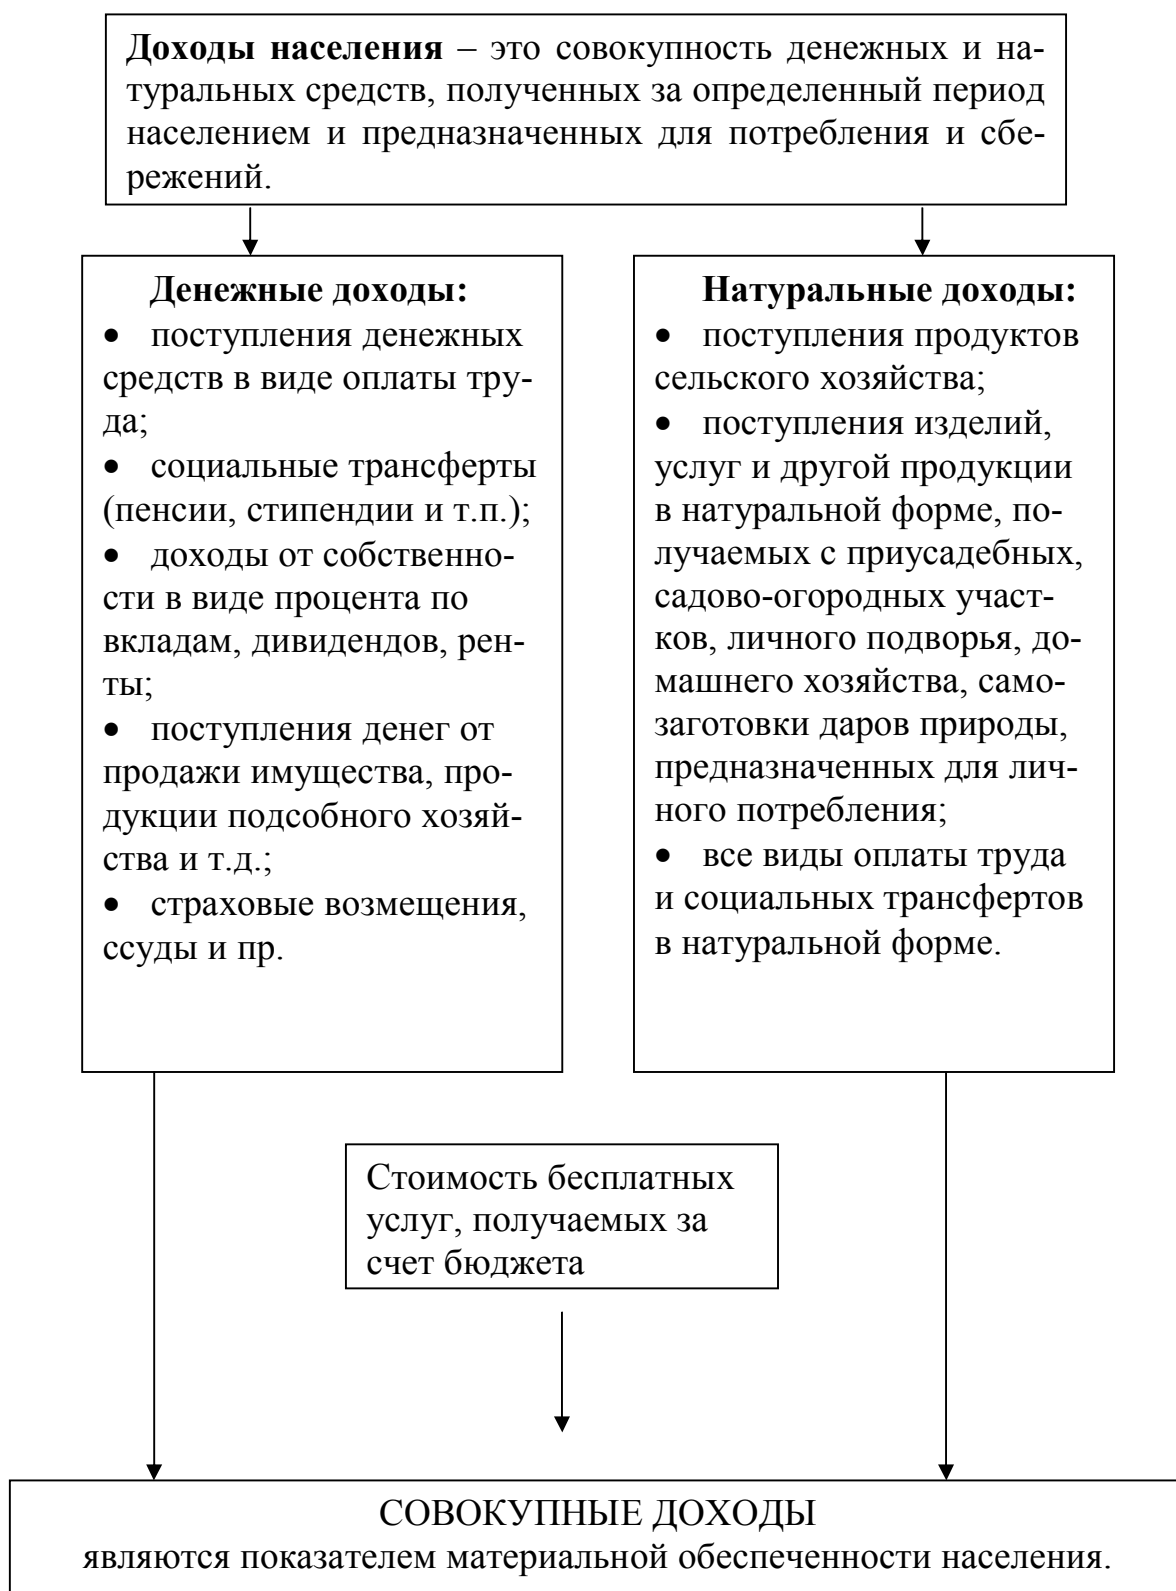 Доходы населения – это совокупность денежных и на-
туральных средств, полученных за определенный период
населением и предназначенных для потребления и сбе-
режений.
Денежные доходы:
• поступления денежных
средств в виде оплаты тру-
да;
• социальные трансферты
(пенсии, стипендии и т.п.);
• доходы от собственно-
сти в виде процента по
вкладам, дивидендов, рен-
ты;
• поступления денег от
продажи имущества, про-
дукции подсобного хозяй-
ства и т.д.;
• страховые возмещения,
ссуды и пр.
Натуральные доходы:
• поступления продуктов
сельского хозяйства;
• поступления изделий,
услуг и другой продукции
в натуральной форме, по-
лучаемых с приусадебных,
садово-огородных участ-
ков, личного подворья, до-
машнего хозяйства, само-
заготовки даров природы,
предназначенных для лич-
ного потребления;
• все виды оплаты труда
и социальных трансфертов
в натуральной форме.
Стоимость бесплатных
услуг, получаемых за
счет бюджета
СОВОКУПНЫЕ ДОХОДЫ
являются показателем материальной обеспеченности населения.